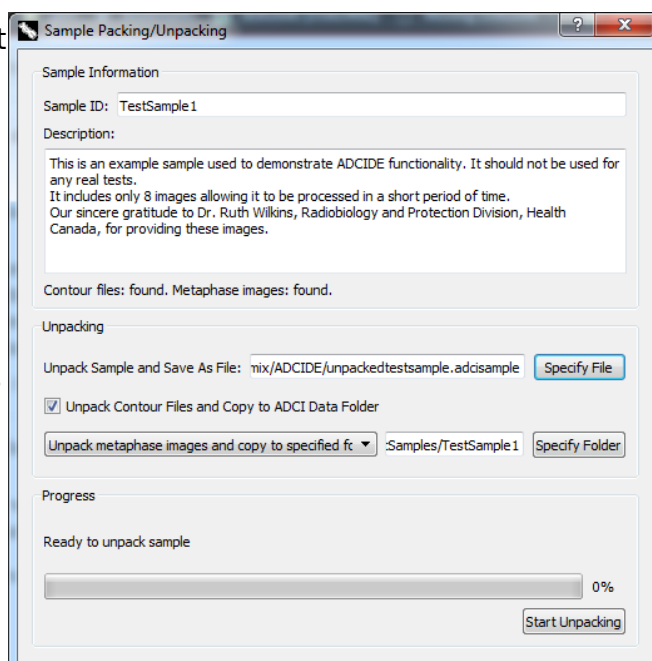 t
Sample Packing/Unpacking
?
X
Sample Information
Sample ID: TestSample1
Description:
This is an example sample used to demonstrate ADCIDE functionality. It should not be used for
any real tests.
It includes only 8 images allowing it to be processed in a short period of time.
Our sincere gratitude to Dr. Ruth Wilkins, Radiobiology and Protection Division, Health
Canada, for providing these images.
Contour files: found. Metaphase images: found.
Unpacking
Unpack Sample and Save As File: mix/ADCIDE/unpackedtestsample.adcisample Specify File
Unpack Contour Files and Copy to ADCI Data Folder
Unpack metaphase images and copy to specified fc :Samples/TestSample1 Specify Folder
Progress
Ready to unpack sample
0%
Start Unpacking